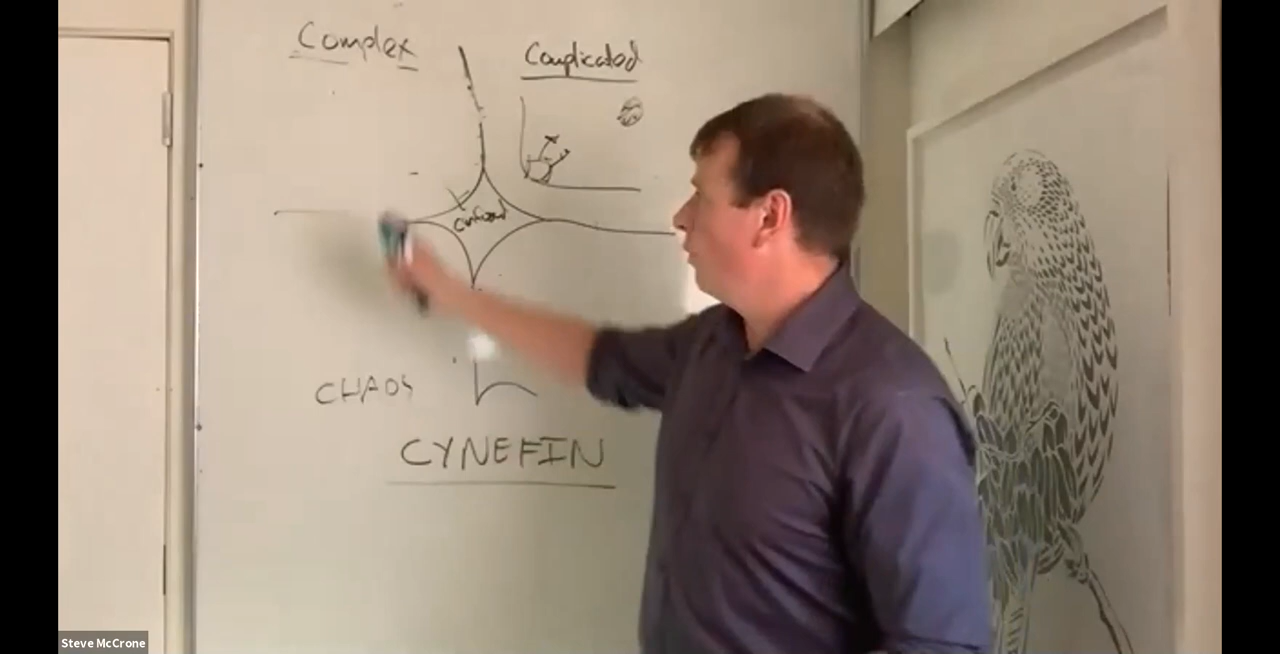 Complex
Complicated
confused
CHAOS
CYNEFIN
Steve McCrone